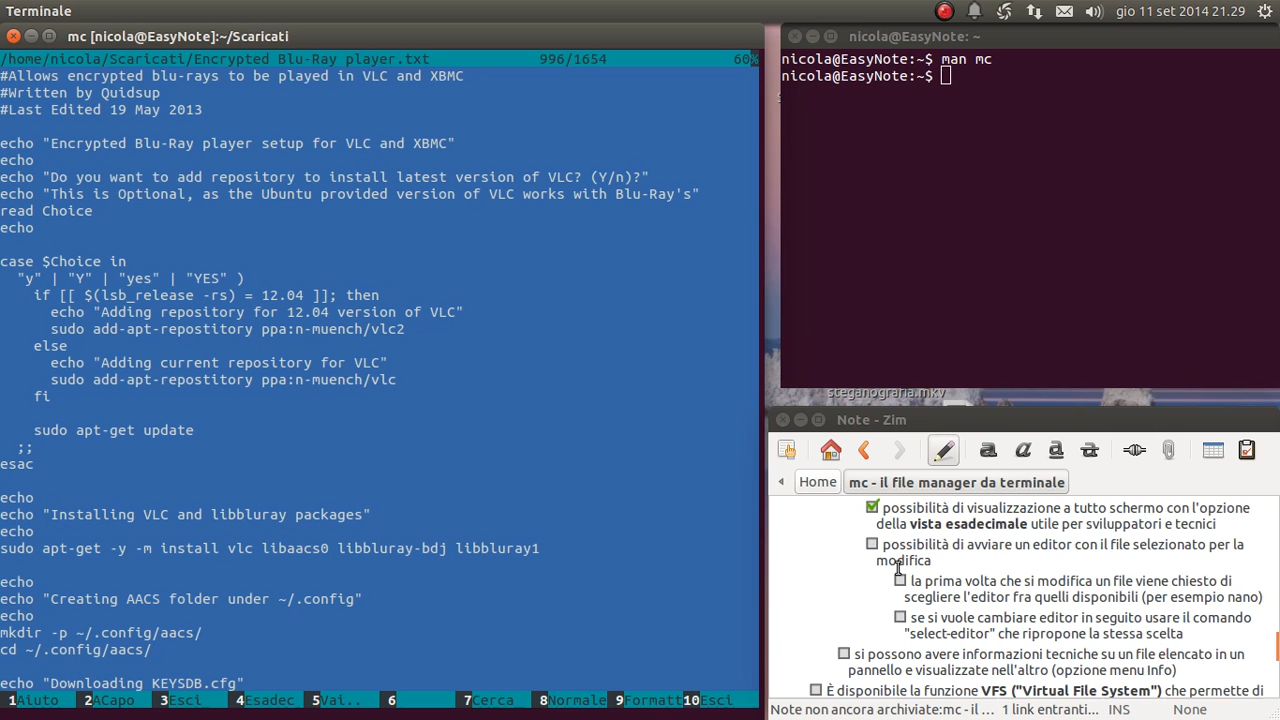 Terminale
gio 11 set 2014 21.29
mc [nicola@EasyNote]:~/Scaricati
/home/nicola/Scaricati/Encrypted Blu-Ray player.txt 996/1654 60%
#Allows encrypted blu-rays to be played in VLC and XBMC
#Written by Quidsup
#Last Edited 19 May 2013
echo "Encrypted Blu-Ray player setup for VLC and XBMC"
echo
echo "Do you want to add repository to install latest version of VLC? (Y/n)?"
echo "This is Optional, as the Ubuntu provided version of VLC works with Blu-Ray's"
read Choice
echo
case $Choice in
"y" | "Y" | "yes" | "YES" )
if [[ $(lsb_release -rs) = 12.04 ]]; then
echo "Adding repository for 12.04 version of VLC"
sudo add-apt-repostitory ppa:n-muench/vlc2
else
echo "Adding current repository for VLC"
sudo add-apt-repostitory ppa:n-muench/vlc
fi
sudo apt-get update
;;
esac
echo
echo "Installing VLC and libbluray packages"
echo
sudo apt-get -y -m install vlc libaacs0 libbluray-bdj libbluray1
echo
echo "Creating AACS folder under ~/.config"
echo
mkdir -p ~/.config/aacs/
cd ~/.config/aacs/
echo "Downloading KEYSDB.cfg"
1Aiuto 2ACapo 3Esci 4Esadec 5Vai.. 6 7Cerca 8Normale 9Formatt 10Esci
nicola@EasyNote: ~
nicola@EasyNote:~$ man mc
nicola@EasyNote:~$
steganografia.mkv
Note - Zim
Home
mc - il file manager da terminale
possibilità di visualizzazione a tutto schermo con l'opzione
della vista esadecimale utile per sviluppatori e tecnici
possibilità di avviare un editor con il file selezionato per la
modifica
la prima volta che si modifica un file viene chiesto di
scegliere l'editor fra quelli disponibili (per esempio nano)
se si vuole cambiare editor in seguito usare il comando
"select-editor" che ripropone la stessa scelta
si possono avere informazioni tecniche su un file elencato in un
pannello e visualizzate nell'altro (opzione menu Info)
È disponibile la funzione VFS ("Virtual File System") che permette di
Note non ancora archiviate:mc - il ... 1 link entranti... INS None